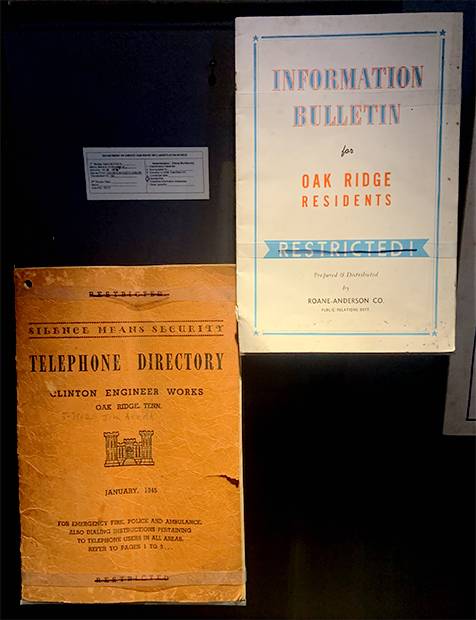 INFORMATION
BULLETIN
for
OAK RIDGE
RESIDENTS
RESTRICTED!
Prepared & Distributed
by
ROANE-ANDERSON CO.
PUBLIC RELATIONS DEPT.
RESTRICTED
SILENCE MEANS SECURITY
TELEPHONE DIRECTORY
CLINTON ENGINEER WORKS
OAK RIDGE, TENN.
JANUARY, 1945
FOR EMERGENCY FIRE, POLICE AND AMBULANCE,
ALSO DIALING INSTRUCTIONS PERTAINING
TO TELEPHONE USERS IN ALL AREAS,
REFER TO PAGES 1 TO 5
RESTRICTED